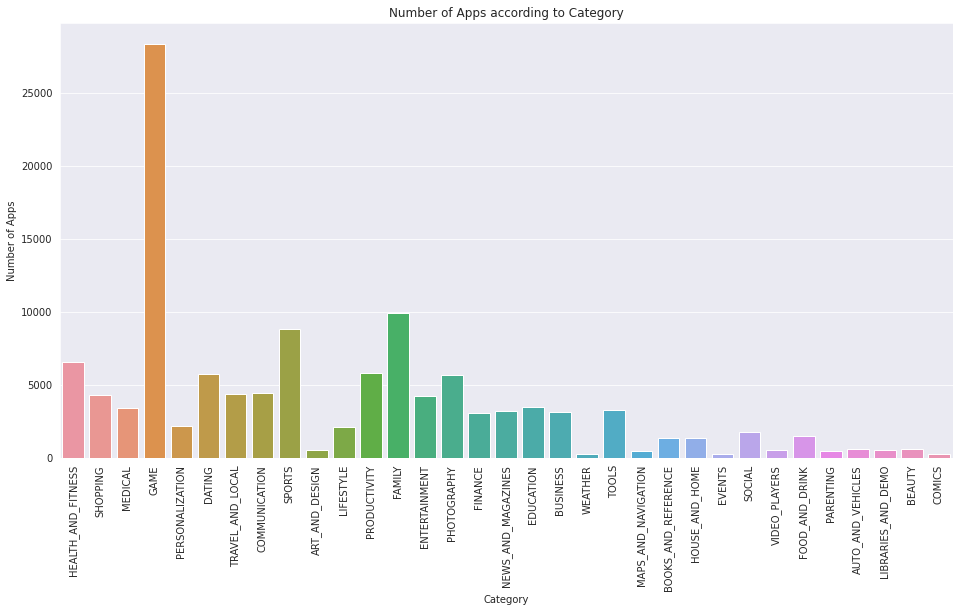 Number of Apps according to Category
Number of Apps
25000
20000
15000
10000
5000
0
HEALTH_AND_FITNESS
SHOPPING
MEDICAL
GAME
PERSONALIZATION
DATING
TRAVEL_AND_LOCAL
COMMUNICATION
SPORTS
ART_AND_DESIGN
LIFESTYLE
PRODUCTIVITY
FAMILY
ENTERTAINMENT
PHOTOGRAPHY
FINANCE
NEWS_AND_MAGAZINES
EDUCATION
BUSINESS
WEATHER
TOOLS
MAPS_AND_NAVIGATION
BOOKS_AND_REFERENCE
HOUSE_AND_HOME
EVENTS
SOCIAL
VIDEO_PLAYERS
FOOD_AND_DRINK
PARENTING
AUTO_AND_VEHICLES
LIBRARIES_AND_DEMO
BEAUTY
COMICS
Category